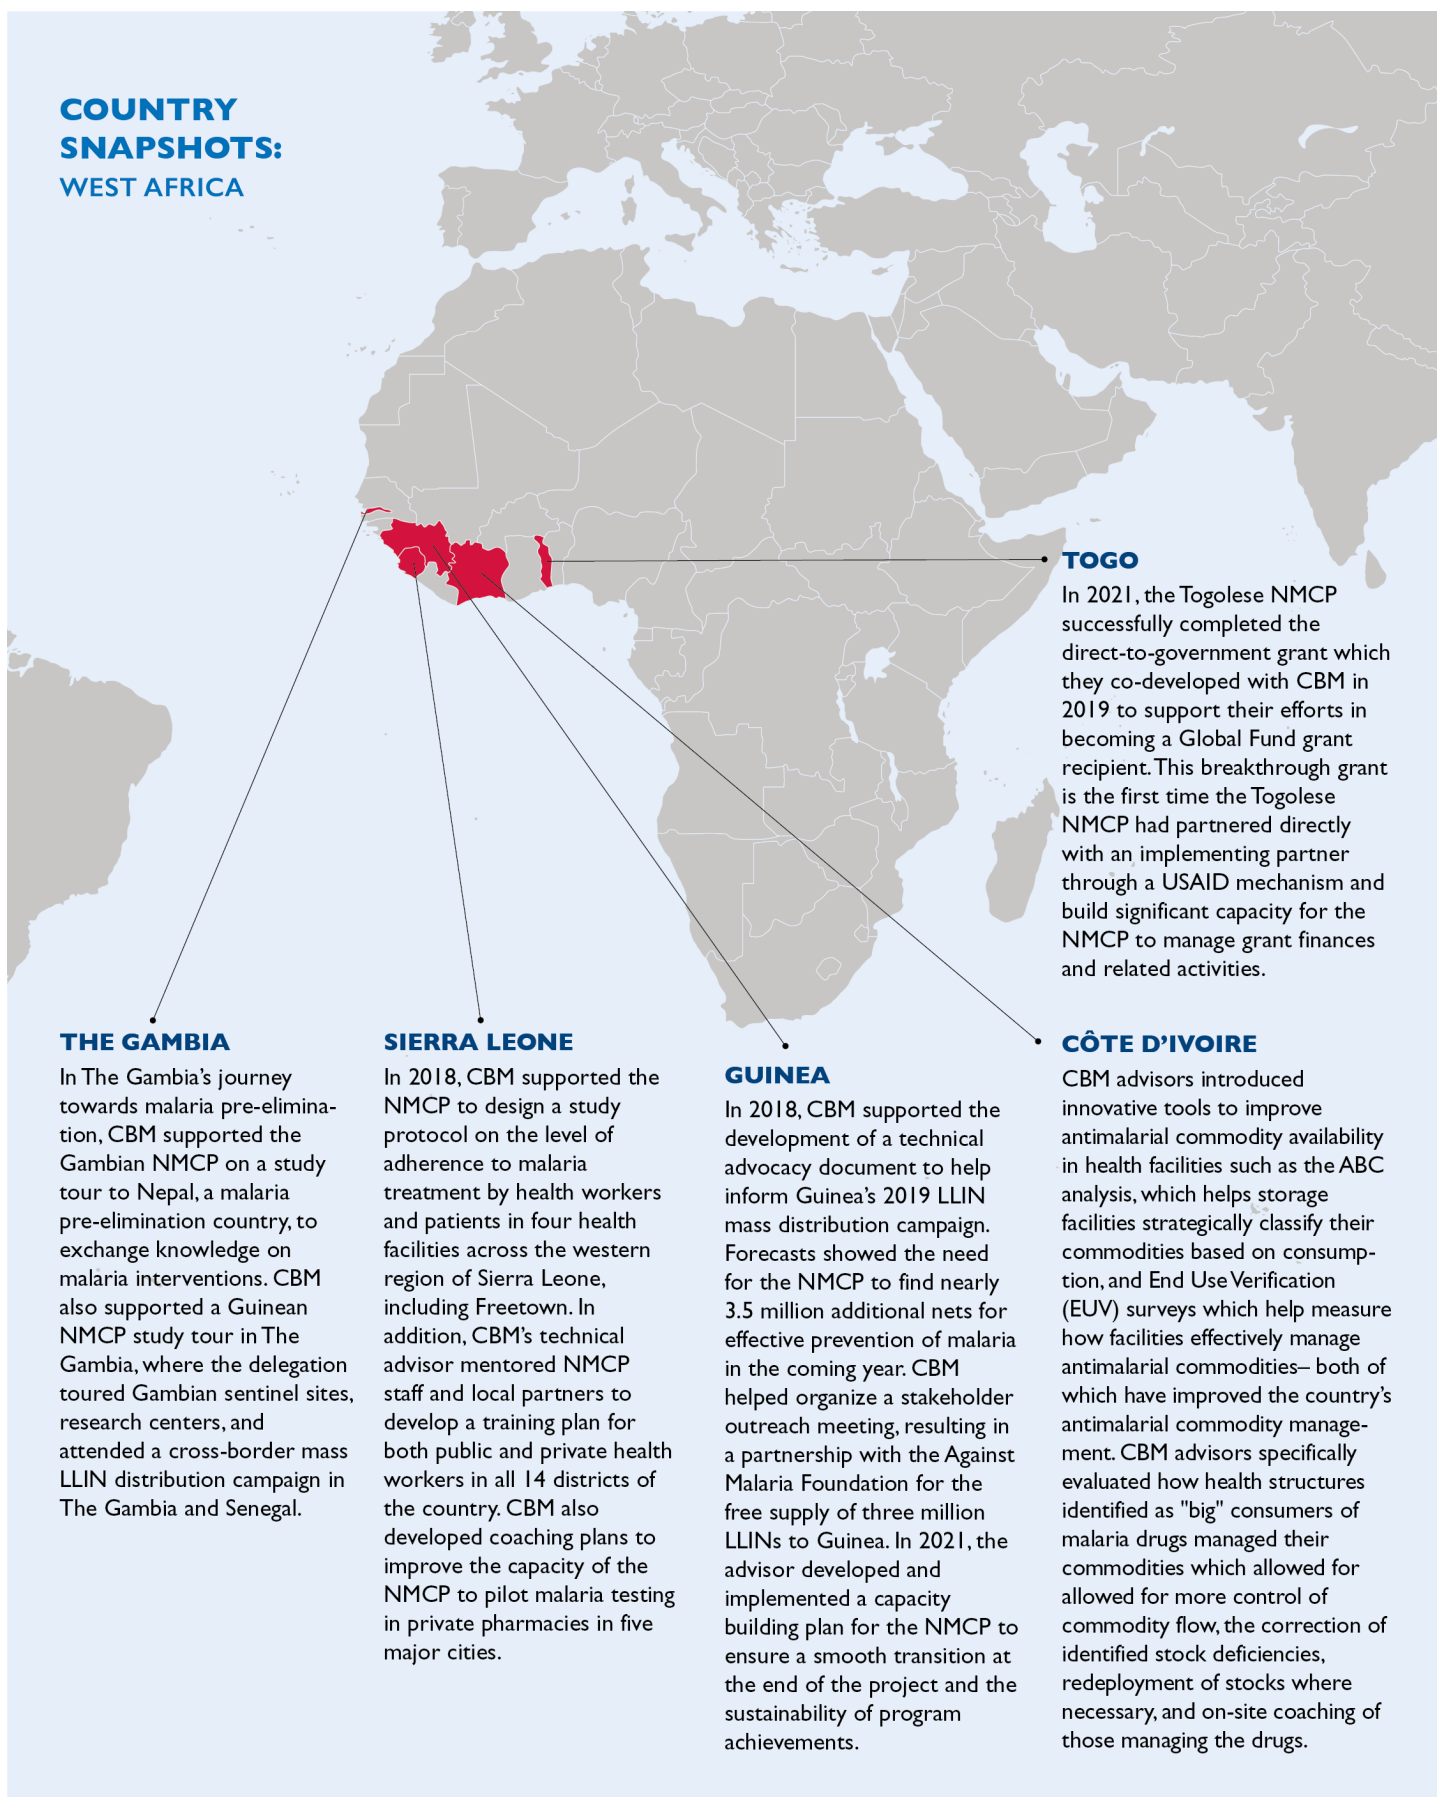 COUNTRY
SNAPSHOTS:
WEST AFRICA
TOGO
In 2021, the Togolese NMCP
successfully completed the
direct-to-government grant which
they co-developed with CBM in
2019 to support their efforts in
becoming a Global Fund grant
recipient. This breakthrough grant
is the first time the Togolese
NMCP had partnered directly
with an implementing partner
through a USAID mechanism and
build significant capacity for the
NMCP to manage grant finances
and related activities.
THE GAMBIA
In The Gambia's journey
towards malaria pre-elimina-
tion, CBM supported the
Gambian NMCP on a study
tour to Nepal, a malaria
pre-elimination country, to
exchange knowledge on
malaria interventions. CBM
also supported a Guinean
NMCP study tour in The
Gambia, where the delegation
toured Gambian sentinel sites,
research centers, and
attended a cross-border mass
LLIN distribution campaign in
The Gambia and Senegal.
SIERRA LEONE
In 2018, CBM supported the
NMCP to design a study
protocol on the level of
adherence to malaria
treatment by health workers
and patients in four health
facilities across the western
region of Sierra Leone,
including Freetown. In
addition, CBM's technical
advisor mentored NMCP
staff and local partners to
develop a training plan for
both public and private health
workers in all 14 districts of
the country. CBM also
developed coaching plans to
improve the capacity of the
NMCP to pilot malaria testing
in private pharmacies in five
major cities.
GUINEA
In 2018, CBM supported the
development of a technical
advocacy document to help
inform Guinea's 2019 LLIN
mass distribution campaign.
Forecasts showed the need
for the NMCP to find nearly
3.5 million additional nets for
effective prevention of malaria
in the coming year. CBM
helped organize a stakeholder
outreach meeting, resulting in
a partnership with the Against
Malaria Foundation for the
free supply of three million
LLINs to Guinea. In 2021, the
advisor developed and
implemented a capacity
building plan for the NMCP to
ensure a smooth transition at
the end of the project and the
sustainability of program
achievements.
CÔTE D'IVOIRE
CBM advisors introduced
innovative tools to improve
antimalarial commodity availability
in health facilities such as the ABC
analysis, which helps storage
facilities strategically classify their
commodities based on consump-
tion, and End Use Verification
(EUV) surveys which help measure
how facilities effectively manage
antimalarial commodities– both of
which have improved the country's
antimalarial commodity manage-
ment. CBM advisors specifically
evaluated how health structures
identified as "big" consumers of
malaria drugs managed their
commodities which allowed for
allowed for more control of
commodity flow, the correction of
identified stock deficiencies,
redeployment of stocks where
necessary, and on-site coaching of
those managing the drugs.